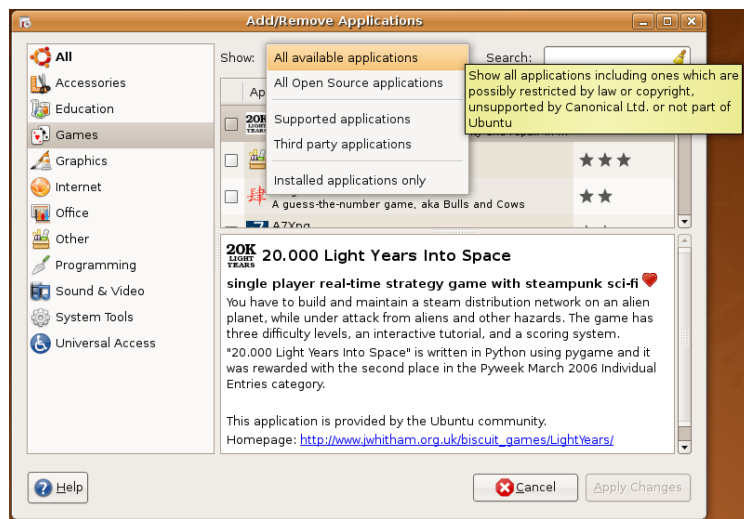 Add/Remove Applications
All
Accessories
Education
Games
Graphics
Internet
Office
Other
Programming
Sound & Video
System Tools
Universal Access
Show:
All available applications
All Open Source applications
Supported applications
Third party applications
Installed applications only
Search:
Show all applications including ones which are
possibly restricted by law or copyright,
unsupported by Canonical Ltd. or not part of
Ubuntu
Ap
20K
LIGHT
YEARS
A guess-the-number game, aka Bulls and Cows
A7Xpg
20K
LIGHT
YEARS
20.000 Light Years Into Space
single player real-time strategy game with steampunk sci-fi
You have to build and maintain a steam distribution network on an alien
planet, while under attack from aliens and other hazards. The game has
three difficulty levels, an interactive tutorial, and a scoring system.
"20.000 Light Years Into Space" is written in Python using pygame and it
was rewarded with the second place in the Pyweek March 2006 Individual
Entries category.
This application is provided by the Ubuntu community.
Homepage: http://www.jwhitham.org.uk/biscuit_games/LightYears/
Help
Cancel
Apply Changes